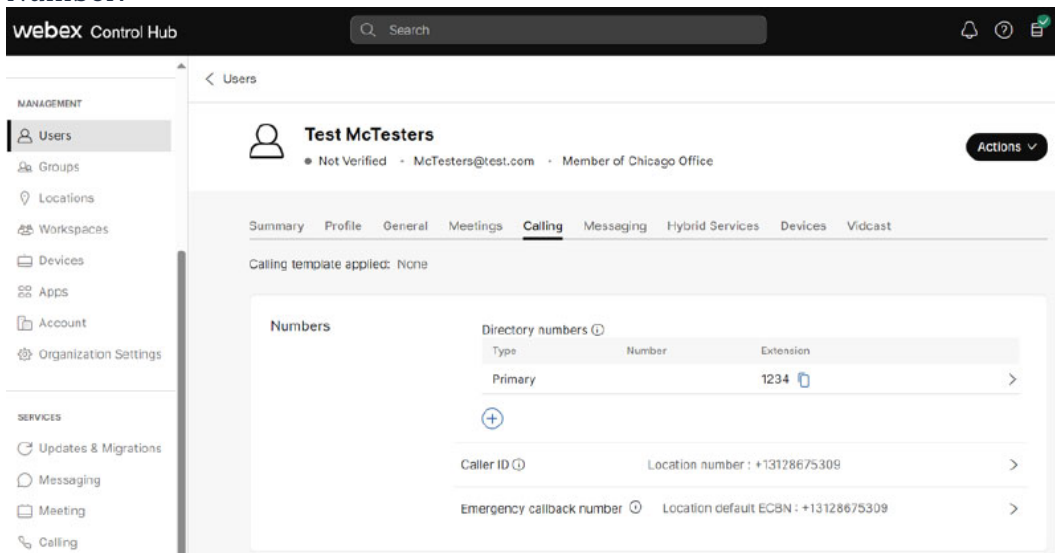 webex Control Hub
Search
Users
MANAGEMENT
Users
Groups
Locations
Workspaces
Devices
Apps
Account
Organization Settings
SERVICES
Updates & Migrations
Messaging
Meeting
Calling
Test McTesters
Not Verified · McTesters@test.com · Member of Chicago Office
Actions
Summary Profile General Meetings Calling Messaging Hybrid Services Devices Vidcast
Calling template applied: None
Numbers
Directory numbers
Type Number Extension
Primary 1234
Caller ID Location number : +13128675309
Emergency callback number Location default ECBN : +13128675309